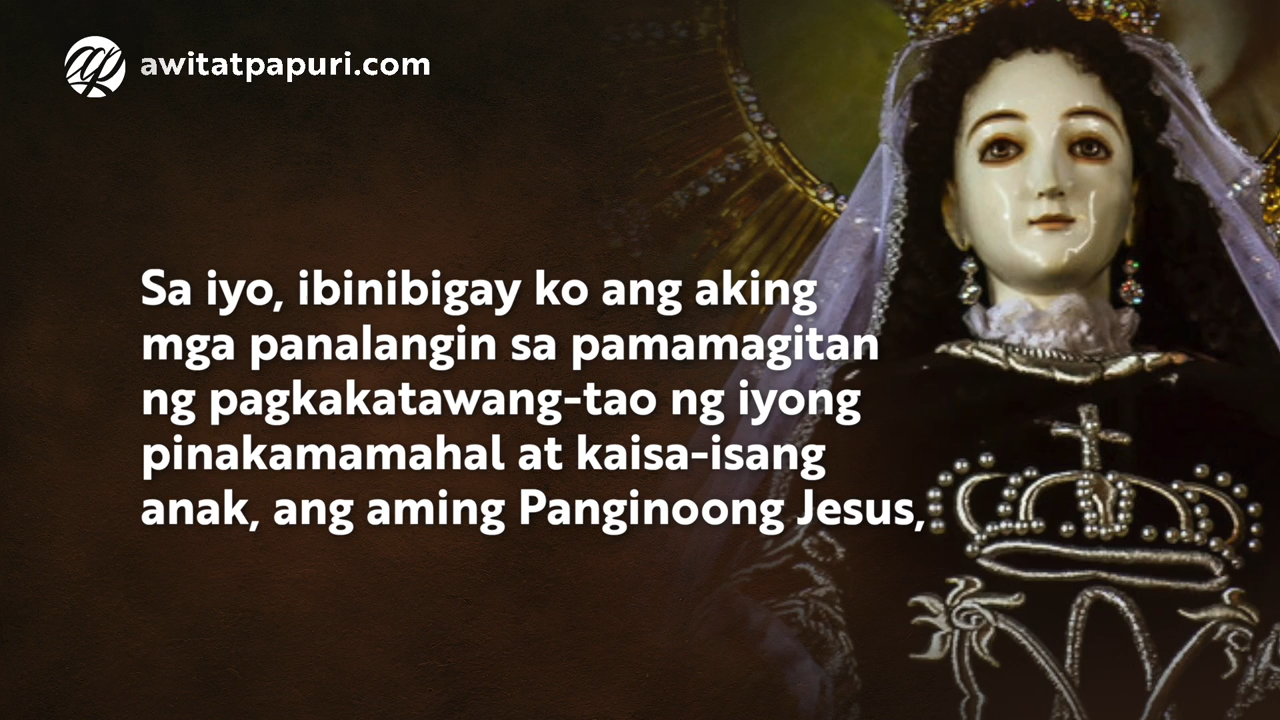 awitatpapuri.com
Sa iyo, ibinibigay ko ang aking
mga panalangin sa pamamagitan
ng pagkakatawang-tao ng iyong
pinakamamahal at kaisa-isang
anak, ang aming Panginoong Jesus,